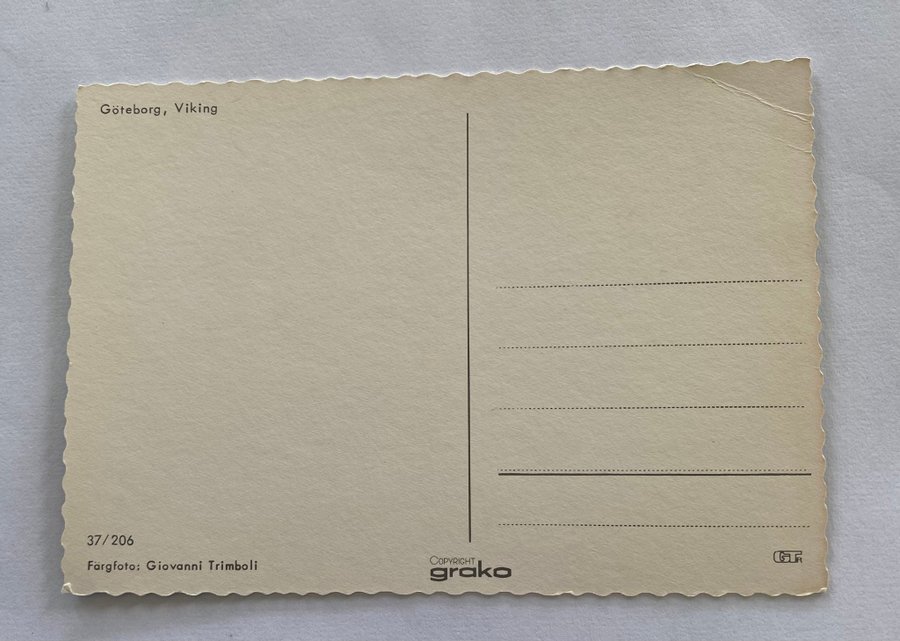 Göteborg, Viking
37/206
Färgfoto: Giovanni Trimboli
COPYRIGHT
grako